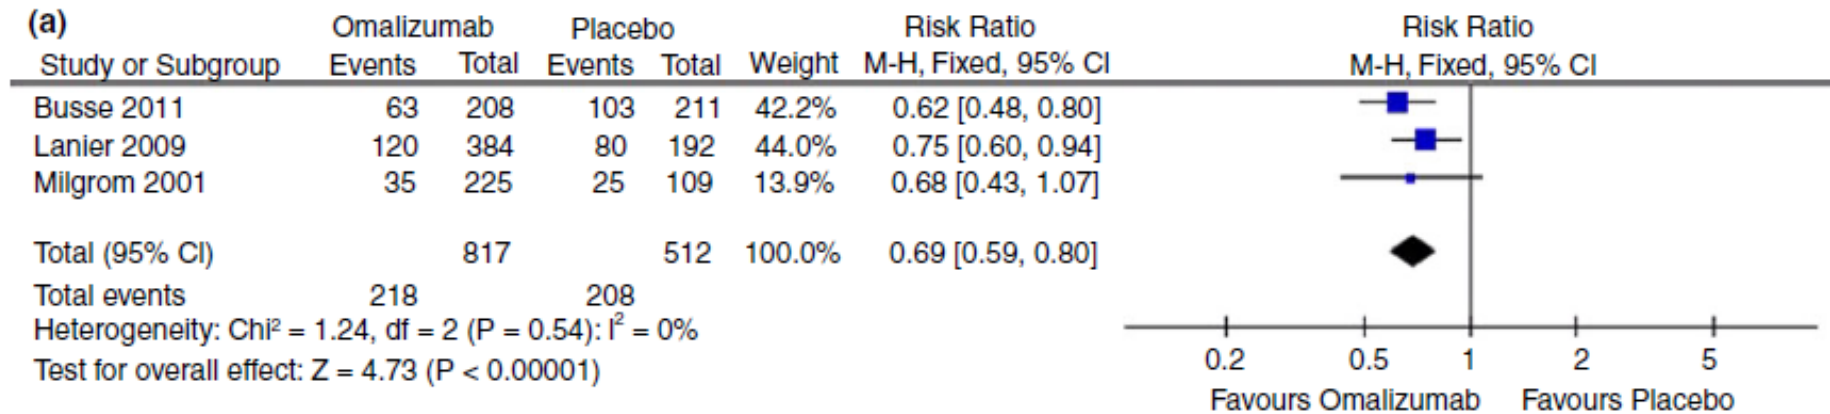 (a) Omalizumab Placebo Risk Ratio Risk Ratio
Study or Subgroup Events Total Events Total Weight M-H, Fixed, 95% CI M-H, Fixed, 95% CI
Busse 2011 63 208 103 211 42.2% 0.62 [0.48, 0.80]
Lanier 2009 120 384 80 192 44.0% 0.75 [0.60, 0.94]
Milgrom 2001 35 225 25 109 13.9% 0.68 [0.43, 1.07]
Total (95% CI) 817 512 100.0% 0.69 [0.59, 0.80]
Total events 218 208
Heterogeneity: Chi² = 1.24, df = 2 (P = 0.54): I² = 0%
Test for overall effect: Z = 4.73 (P < 0.00001)
0.2 0.5 1 2 5
Favours Omalizumab Favours Placebo